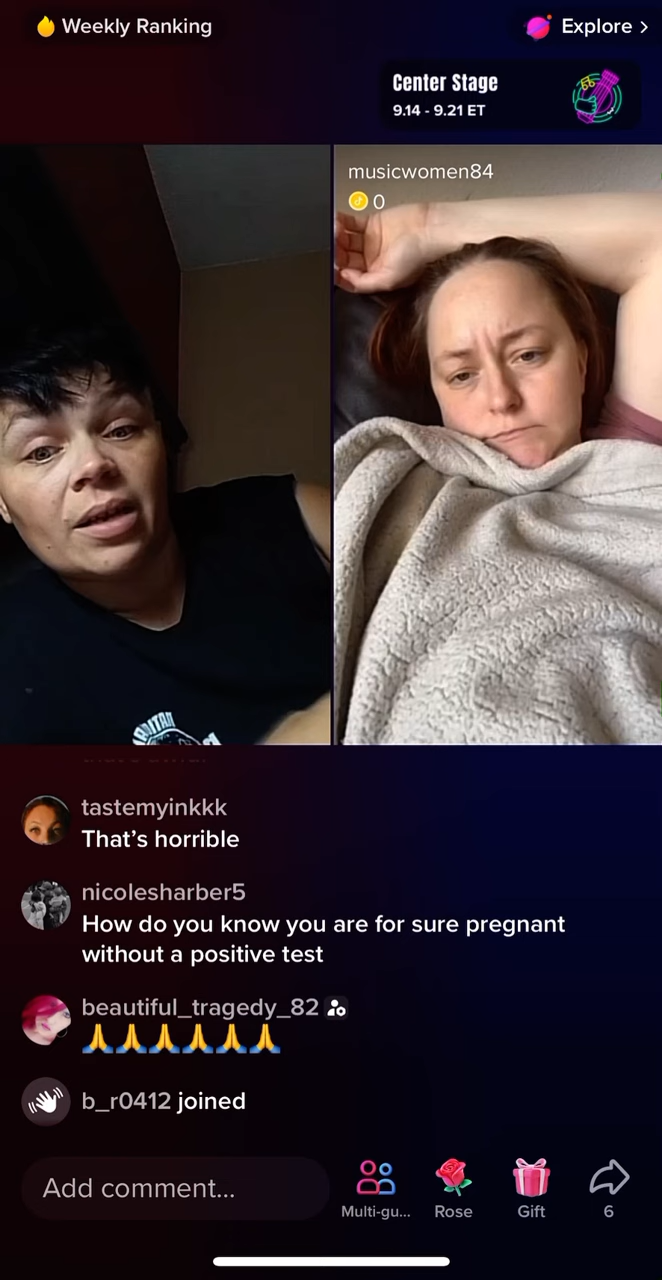 Weekly Ranking
Explore >
Center Stage
9.14 - 9.21 ET
musicwomen84
0
tastemyinkkk
That's horrible
nicolesharber5
How do you know you are for sure pregnant
without a positive test
beautiful_tragedy_82
🙏🙏🙏🙏🙏🙏
b_r0412 joined
Add comment...
Multi-gu...
Rose
Gift
6